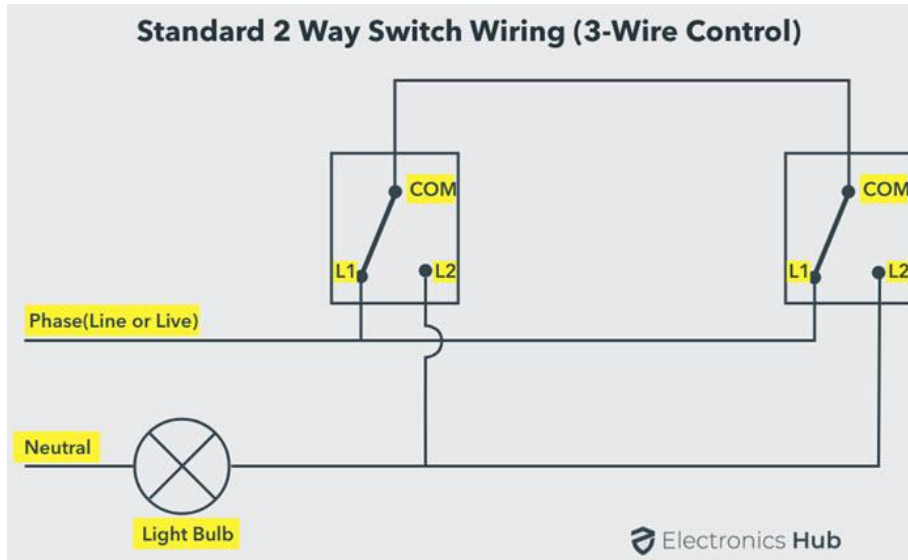 Standard 2 Way Switch Wiring (3-Wire Control)
COM
COM
L1
L2
L1
L2
Phase(Line or Live)
Neutral
Light Bulb
Electronics Hub